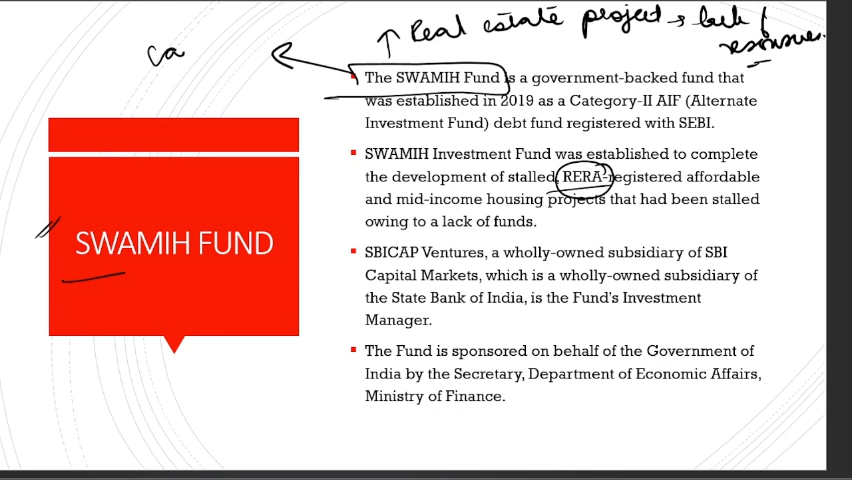 Real estate project → lack of
resources.
ca
The SWAMIH Fund is a government-backed fund that
was established in 2019 as a Category-II AIF (Alternate
Investment Fund) debt fund registered with SEBI.
SWAMIH Investment Fund was established to complete
the development of stalled, RERA-registered affordable
and mid-income housing projects that had been stalled
owing to a lack of funds.
SWAMIH FUND
SBICAP Ventures, a wholly-owned subsidiary of SBI
Capital Markets, which is a wholly-owned subsidiary of
the State Bank of India, is the Fund's Investment
Manager.
The Fund is sponsored on behalf of the Government of
India by the Secretary, Department of Economic Affairs,
Ministry of Finance.